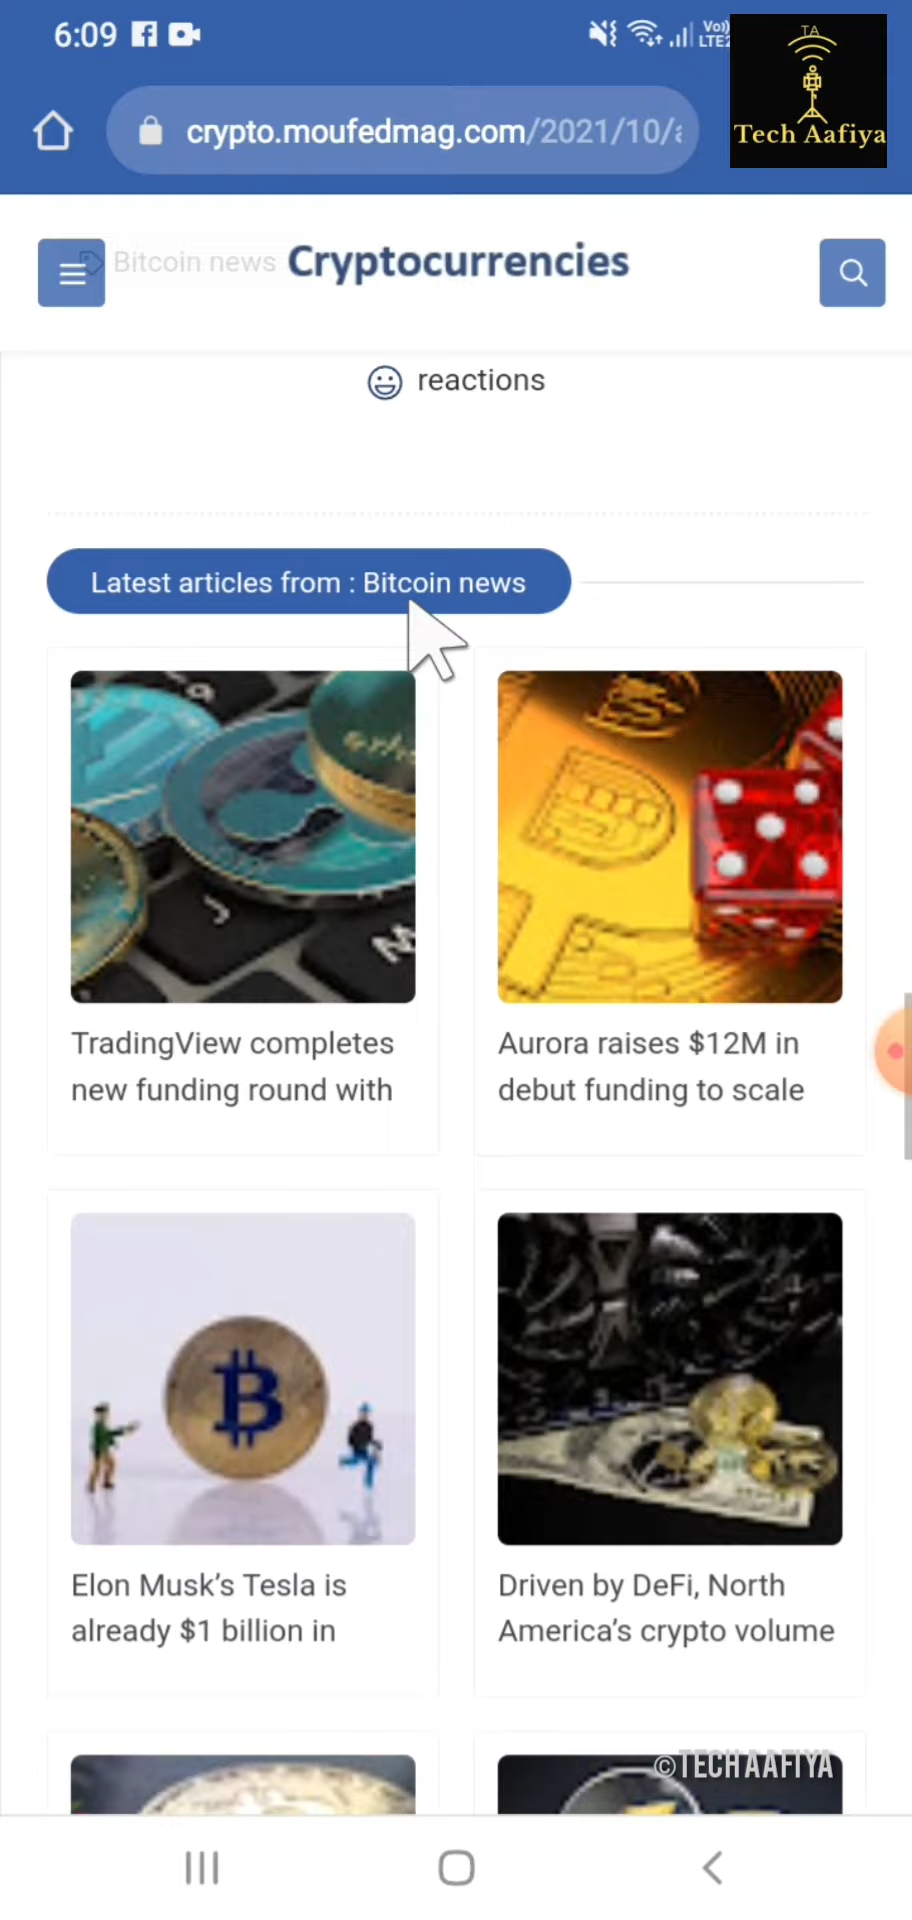 6:09
Vo))
LTE2
TA
Tech Aafiya
crypto.moufedmag.com/2021/10/
Bitcoin news
Cryptocurrencies
reactions
Latest articles from : Bitcoin news
TradingView completes
new funding round with
Aurora raises $12M in
debut funding to scale
Elon Musk’s Tesla is
already $1 billion in
Driven by DeFi, North
America’s crypto volume
©TECH AAFIYA